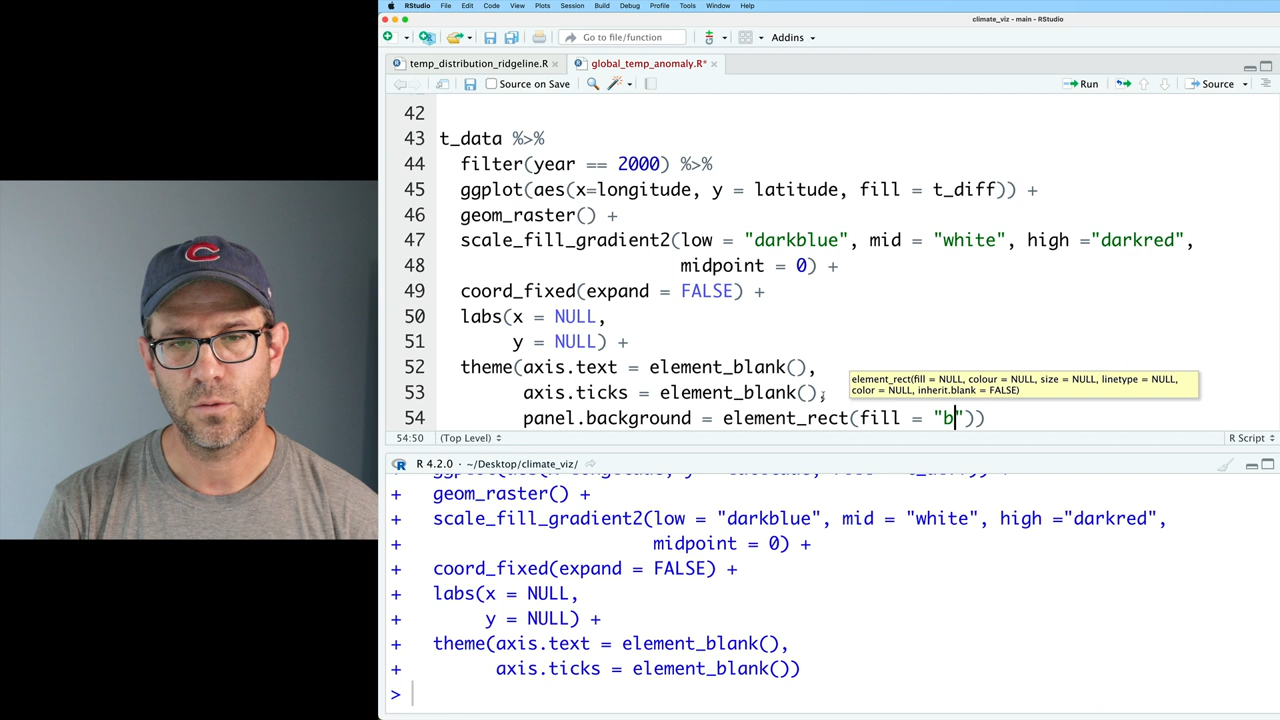 RStudio File Edit Code View Plots Session Build Debug Profile Tools Window Help
climate_viz - main - RStudio
Go to file/function Addins
temp_distribution_ridgeline.R global_temp_anomaly.R*
Source on Save Run Source
42
43 t_data %>%
44 filter(year == 2000) %>%
45 ggplot(aes(x=longitude, y = latitude, fill = t_diff)) +
46 geom_raster() +
47 scale_fill_gradient2(low = "darkblue", mid = "white", high ="darkred",
48 midpoint = 0) +
49 coord_fixed(expand = FALSE) +
50 labs(x = NULL,
51 y = NULL) +
52 theme(axis.text = element_blank(),
element_rect(fill = NULL, colour = NULL, size = NULL, linetype = NULL,
color = NULL, inherit.blank = FALSE)
53 axis.ticks = element_blank(),
54 panel.background = element_rect(fill = "b"))
54:50 (Top Level) R Script
R 4.2.0 · ~/Desktop/climate_viz/
+ geom_raster() +
+ scale_fill_gradient2(low = "darkblue", mid = "white", high ="darkred",
+ midpoint = 0) +
+ coord_fixed(expand = FALSE) +
+ labs(x = NULL,
+ y = NULL) +
+ theme(axis.text = element_blank(),
+ axis.ticks = element_blank())
>